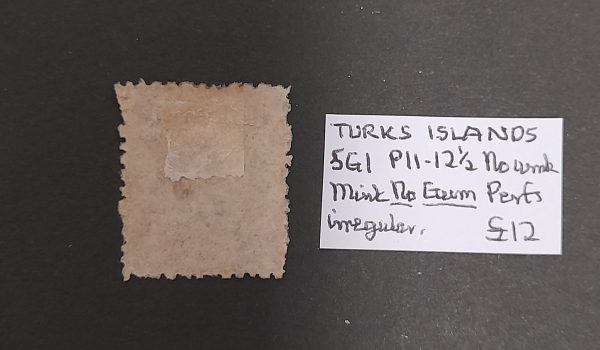 TURKS ISLANDS
SG1 P11-12½ No wmk
Mint No Gum Perfs
irregular. £12